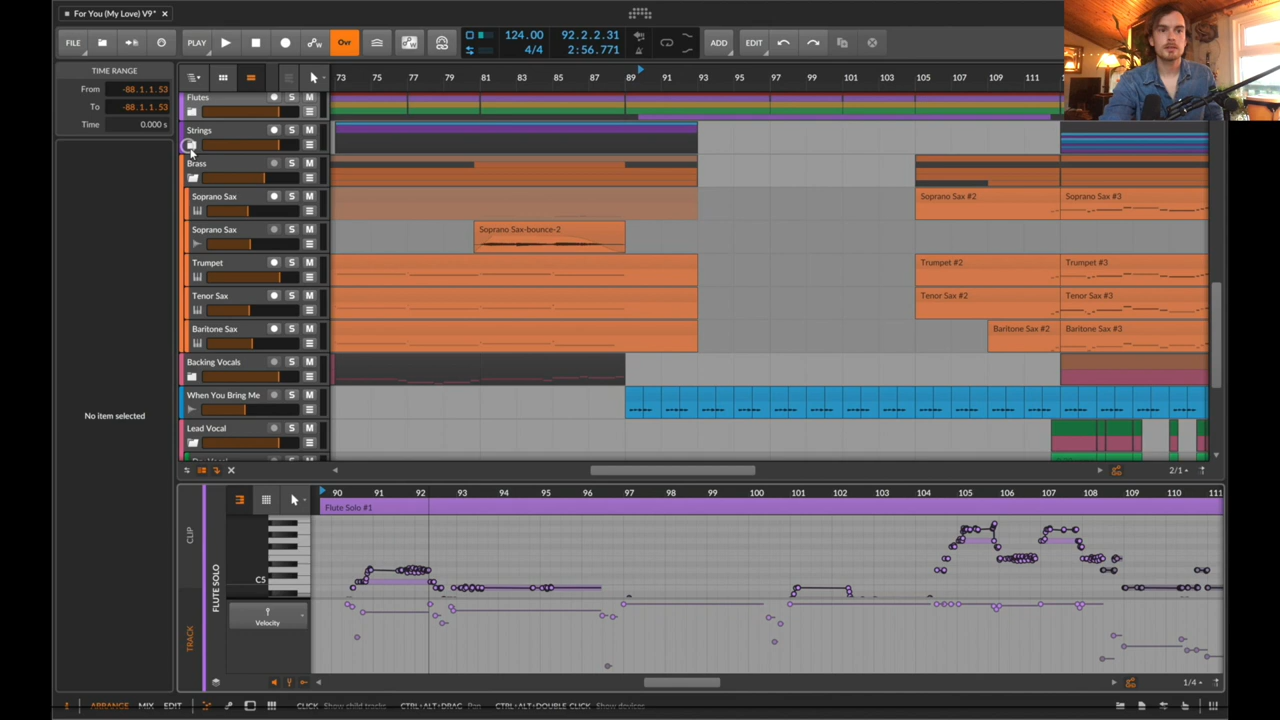 For You (My Love) V9*
FILE
PLAY
Ovr
124.00
4/4
92.2.2.31
2:56.771
ADD
EDIT
TIME RANGE
From -88.1.1.53
To -88.1.1.53
Time 0.000 s
No item selected
73 75 77 79 81 83 85 87 89 91 93 95 97 99 101 103 105 107 109 111
Flutes S M
Strings S M
Brass S M
Soprano Sax S M Soprano Sax #2 Soprano Sax #3
Soprano Sax S M Soprano Sax-bounce-2
Trumpet S M Trumpet #2 Trumpet #3
Tenor Sax S M Tenor Sax #2 Tenor Sax #3
Baritone Sax S M Baritone Sax #2 Baritone Sax #3
Backing Vocals S M
When You Bring Me S M
Lead Vocal S M
2/1
CLIP
TRACK
FLUTE SOLO
90 91 92 93 94 95 96 97 98 99 100 101 102 103 104 105 106 107 108 109 110 111
Flute Solo #1
C5
Velocity
1/4
ARRANGE MIX EDIT
CLICK Show child tracks CTRL+ALT+DRAG Pan CTRL+ALT+DOUBLE CLICK Show devices